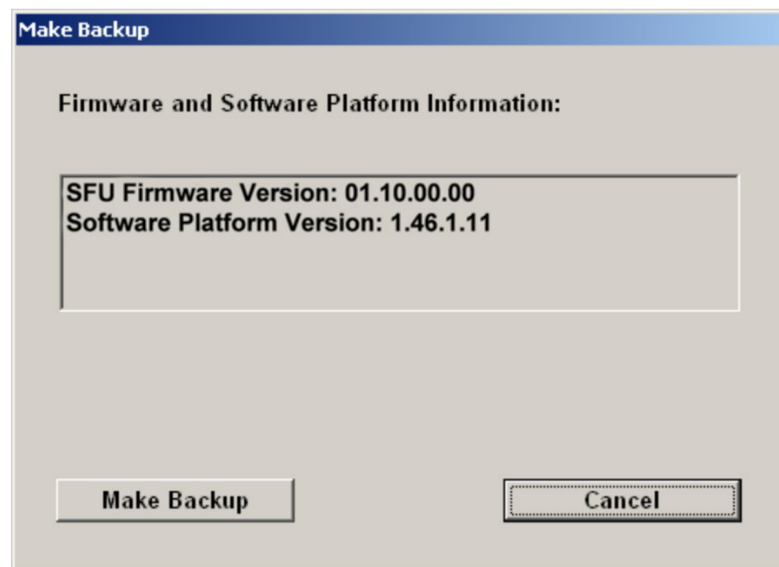 Make Backup
Firmware and Software Platform Information:
SFU Firmware Version: 01.10.00.00
Software Platform Version: 1.46.1.11
Make Backup
Cancel